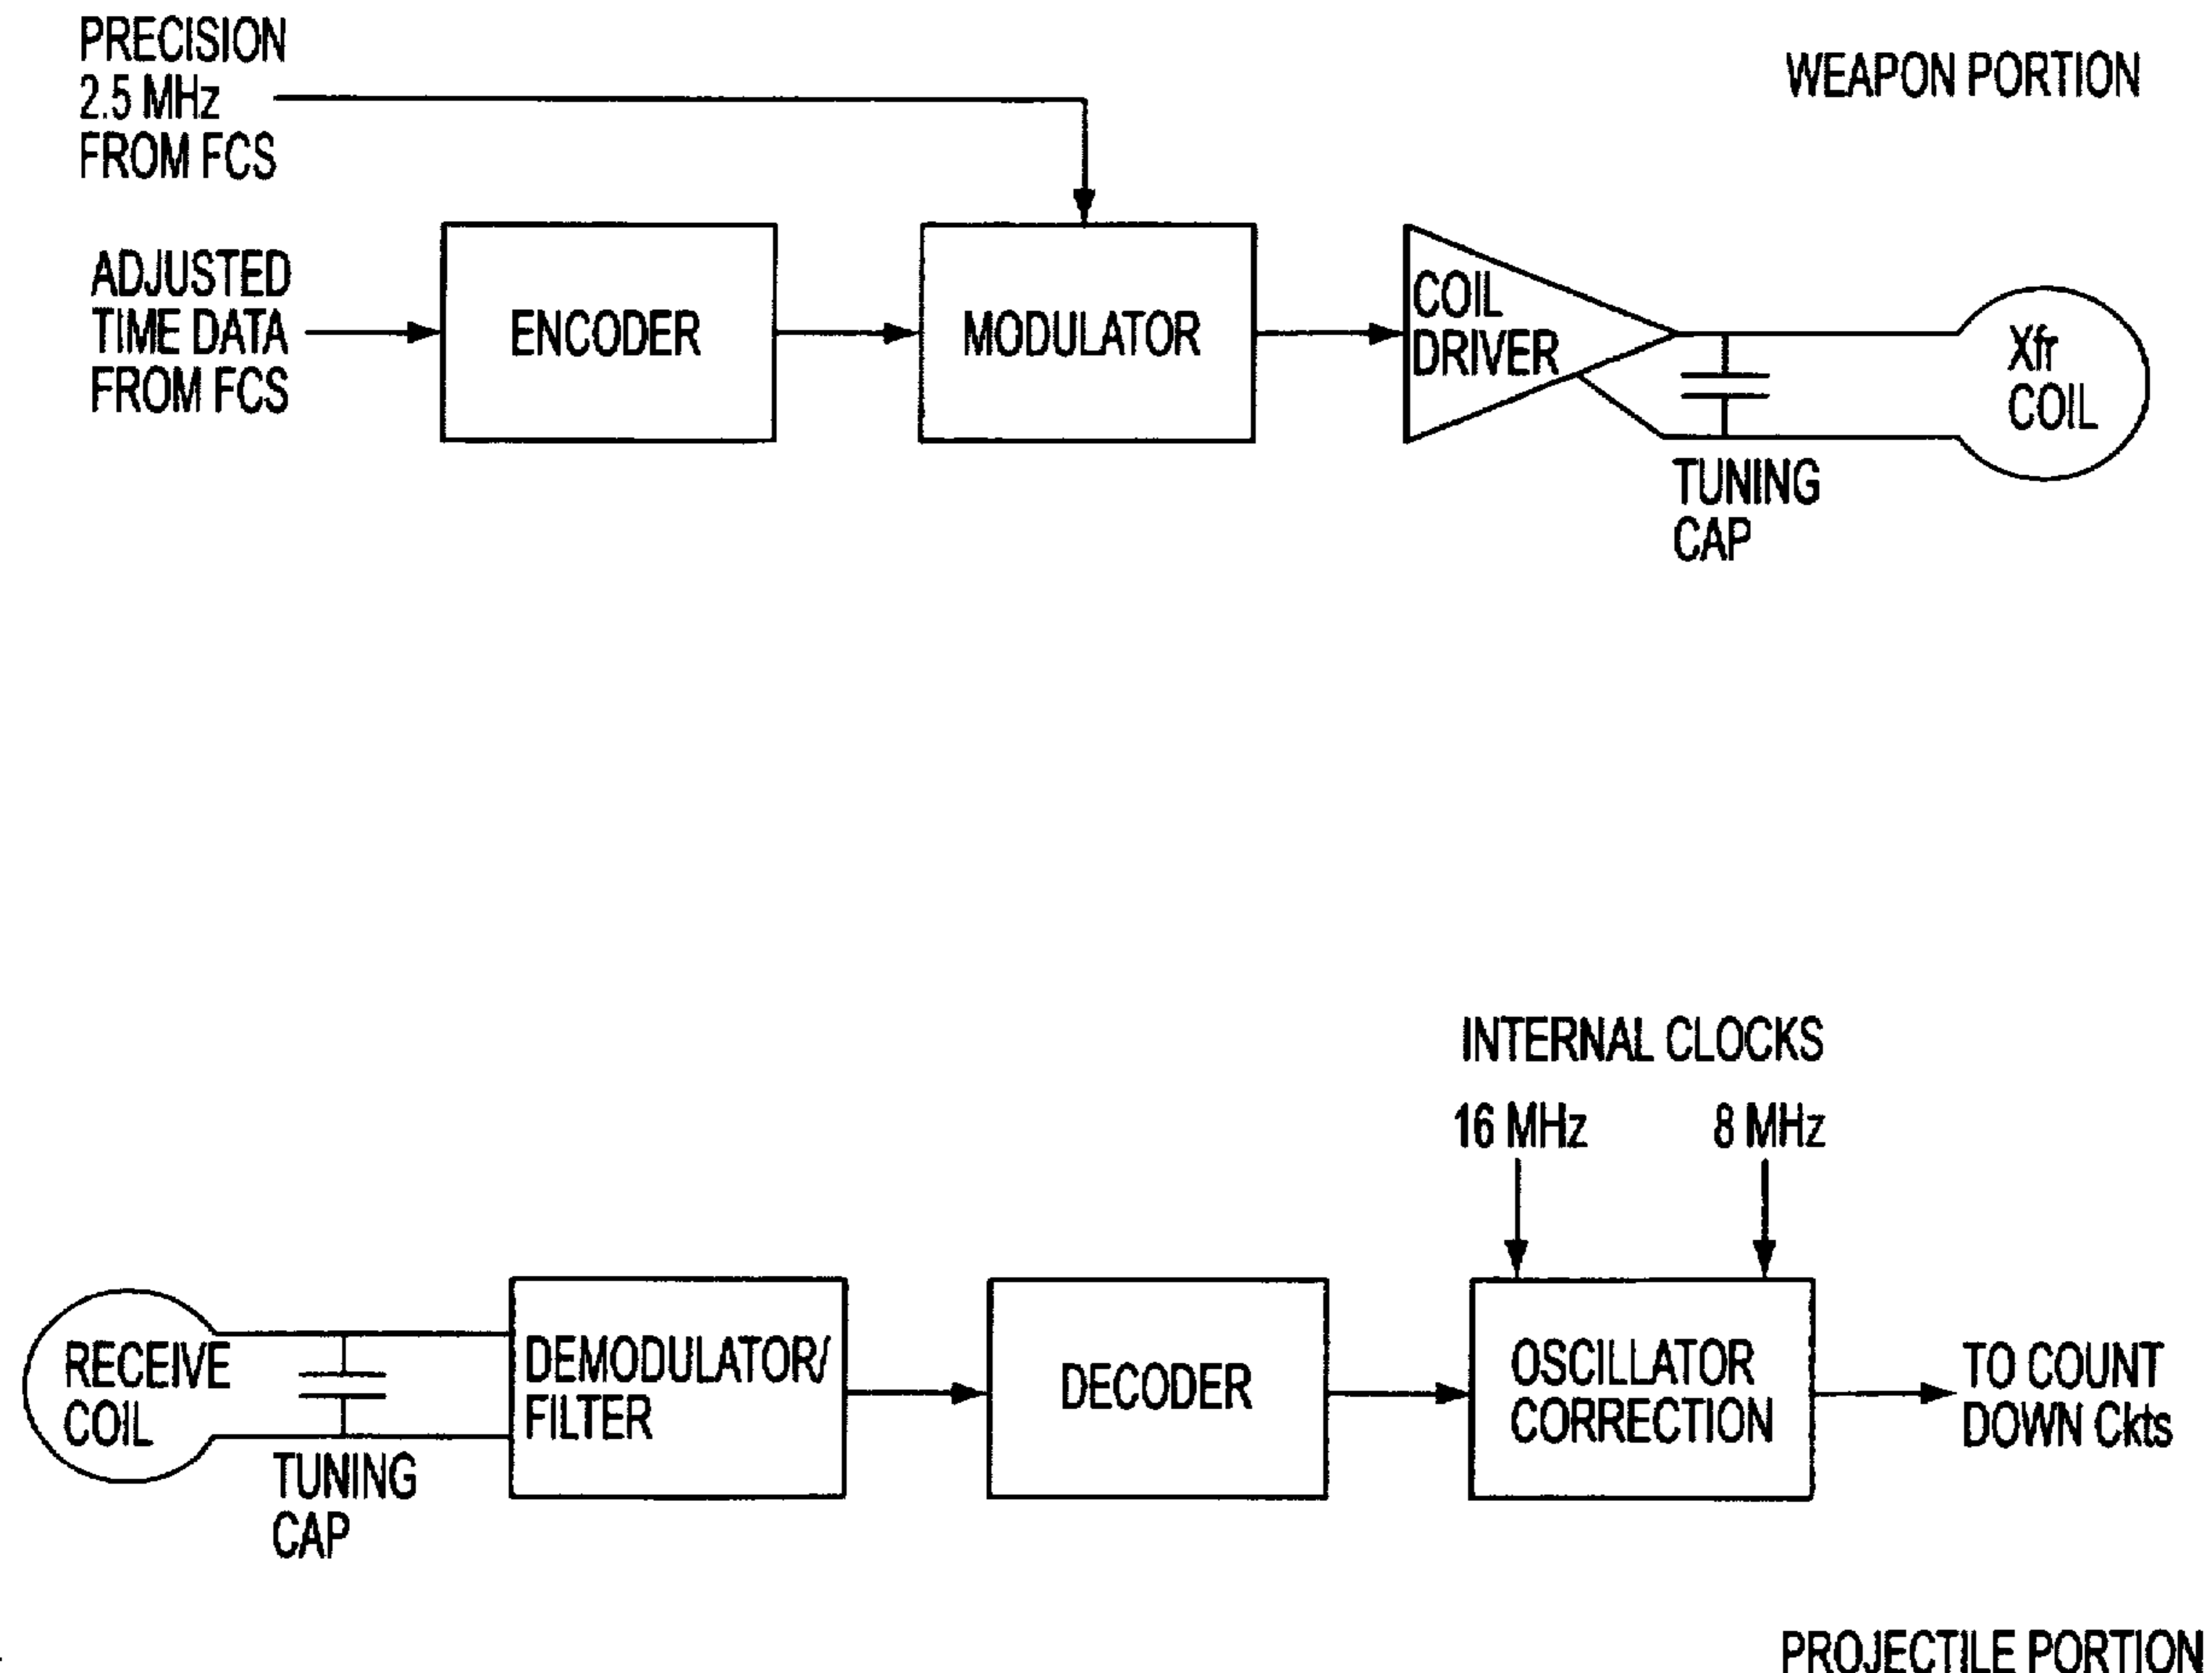 PRECISION
2.5 MHz
FROM FCS
WEAPON PORTION
ADJUSTED
TIME DATA
FROM FCS
ENCODER
MODULATOR
COIL
DRIVER
Xfr
COIL
TUNING
CAP
INTERNAL CLOCKS
16 MHz 8 MHz
RECEIVE
COIL
TUNING
CAP
DEMODULATOR/
FILTER
DECODER
OSCILLATOR
CORRECTION
TO COUNT
DOWN Ckts
PROJECTILE PORTION